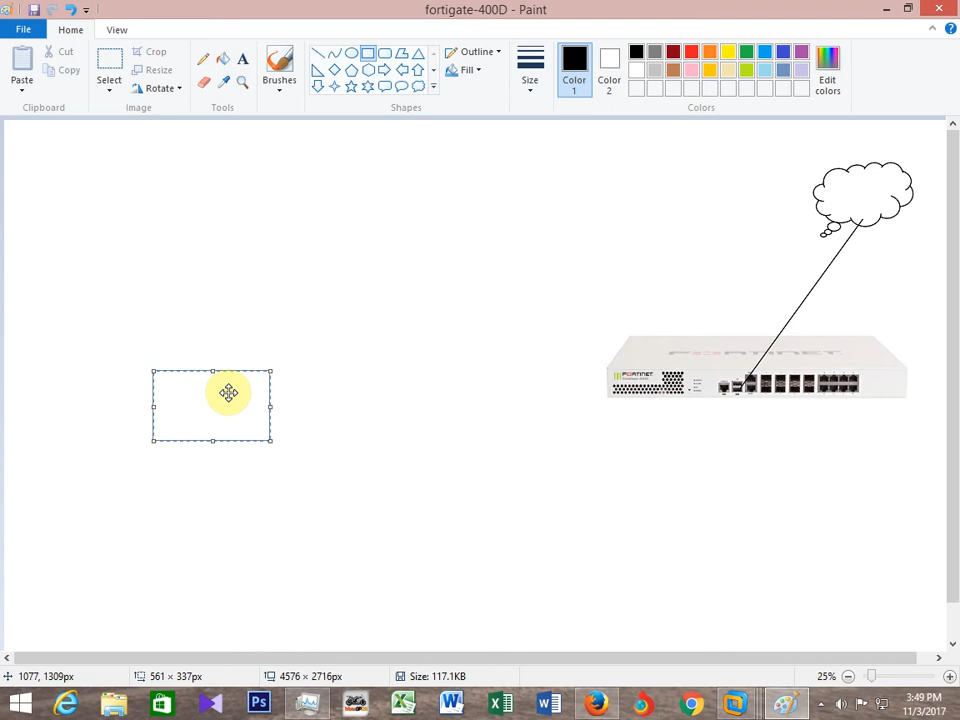 fortigate-400D - Paint
File
Home
View
Paste
Cut
Copy
Clipboard
Select
Crop
Resize
Rotate
Image
Tools
Brushes
Shapes
Outline
Fill
Size
Color 1
Color 2
Edit colors
Colors
FORTINET
1077, 1309px
561 × 337px
4576 × 2716px
Size: 117.1KB
25%
Ps
3:49 PM
11/3/2017